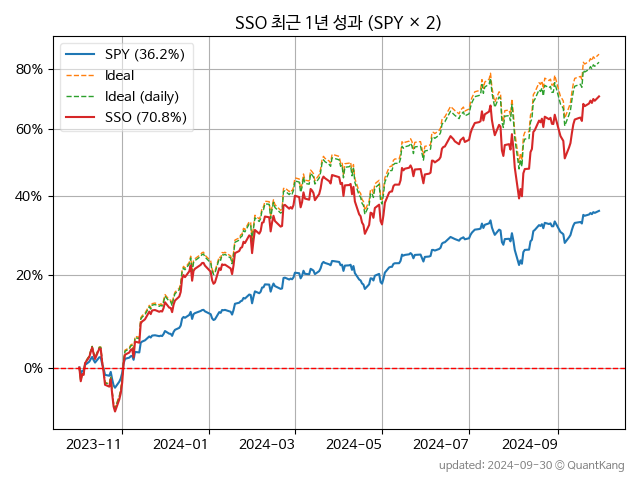 SSO 최근 1년 성과 (SPY × 2)
SPY (36.2%)
Ideal
Ideal (daily)
SSO (70.8%)
80%
60%
40%
20%
0%
2023-11 2024-01 2024-03 2024-05 2024-07 2024-09
updated: 2024-09-30 © QuantKang